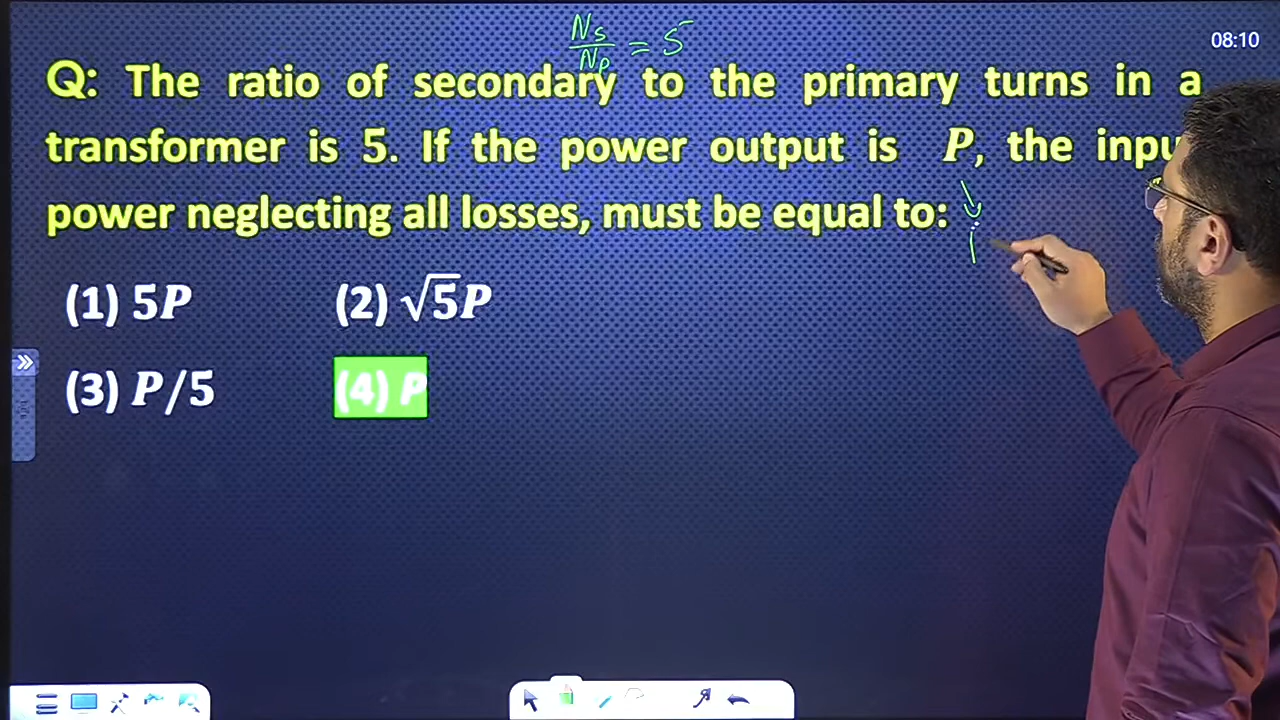 Ns
Np = 5
08:10
Q: The ratio of secondary to the primary turns in a
transformer is 5. If the power output is P, the inpu
power neglecting all losses, must be equal to:
(1) 5P
(2) √5P
(3) P/5
(4) P